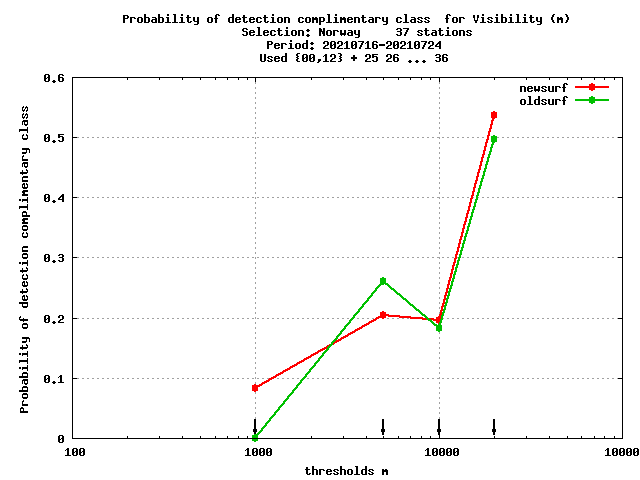 Probability of detection complimentary class  for Visibility (m)
Selection: Norway     37 stations
Period: 20210716-20210724
Used {00,12} + 25 26 ... 36
newsurf
oldsurf
Probability of detection complimentary class
0.6
0.5
0.4
0.3
0.2
0.1
0
100 1000 10000 10000
thresholds m